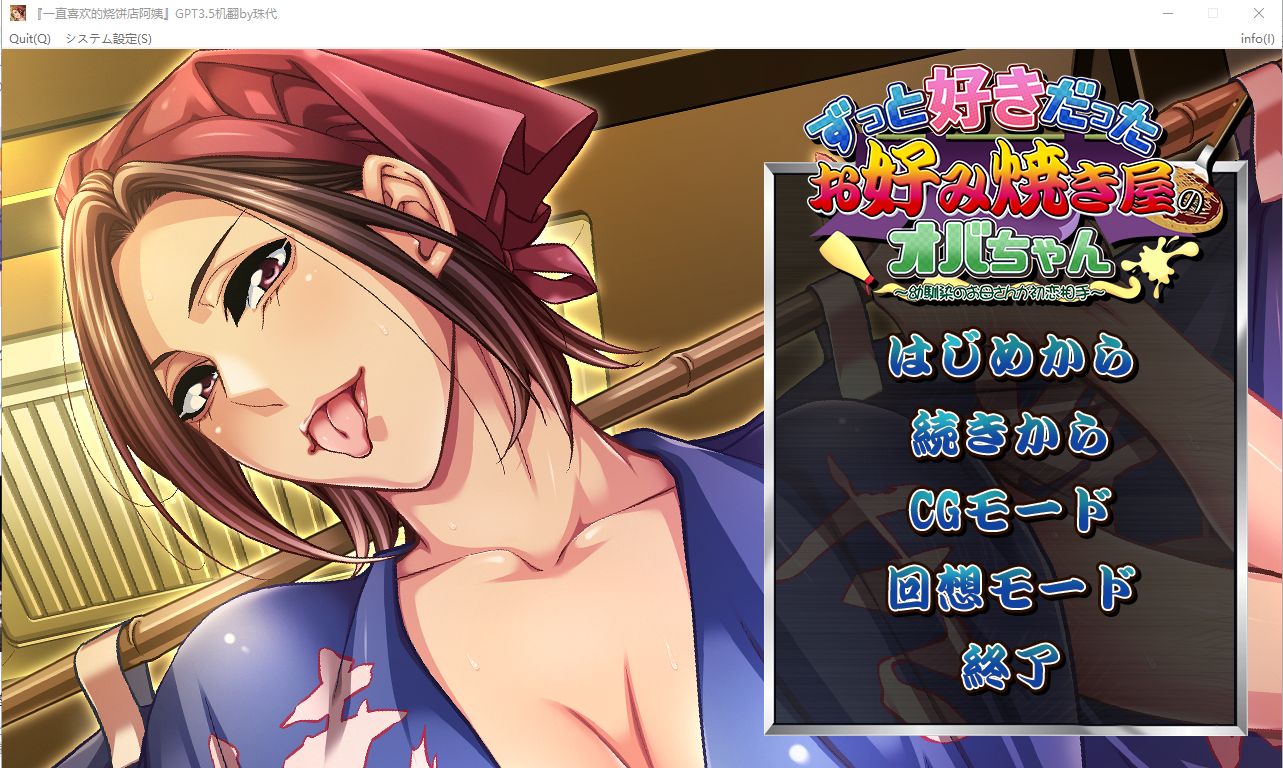 『一直喜欢的烧饼店阿姨』GPT3.5机翻by珠代
Quit(Q) システム設定(S) info(I)
ずっと好きだった
お好み焼き屋の
オバちゃん
～幼馴染のお母さんが初恋相手～
はじめから
続きから
CGモード
回想モード
終了